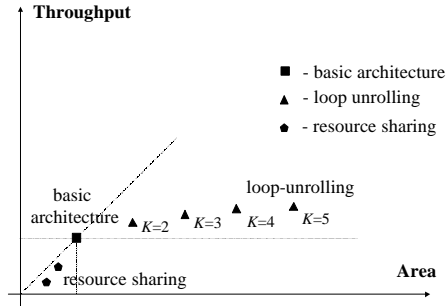 Throughput
- basic architecture
- loop unrolling
- resource sharing
basic
architecture
loop-unrolling
K=2
K=3
K=4
K=5
Area
resource sharing